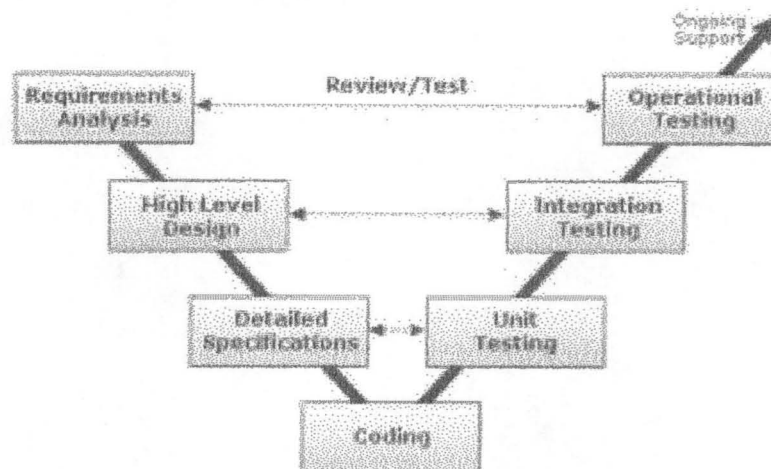 Ongoing
Support
Review/Test
Requirements
Analysis
Operational
Testing
High Level
Design
Integration
Testing
Detailed
Specifications
Unit
Testing
Coding